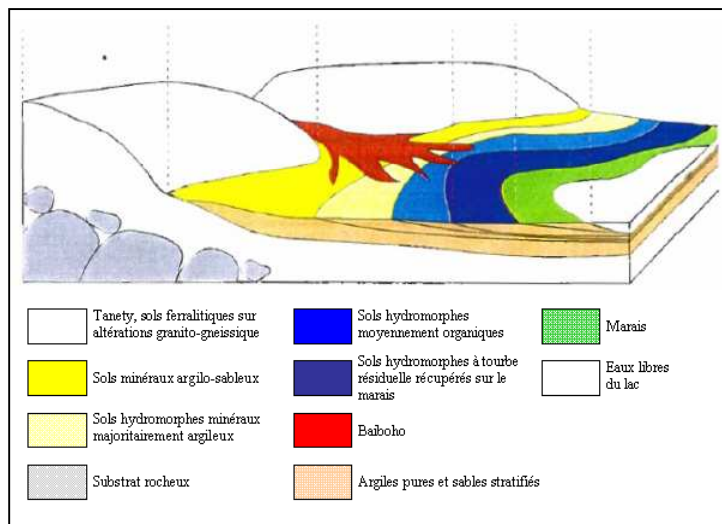 Tanety, sols ferralitiques sur
altérations granito-gneissique
Sols minéraux argilo-sableux
Sols hydromorphes minéraux
majoritairement argileux
Substrat rocheux
Sols hydromorphes
moyennement organiques
Sols hydromorphes à tourbe
résiduelle récupérés sur le
marais
Baiboho
Argiles pures et sables stratifiés
Marais
Eaux libres
du lac